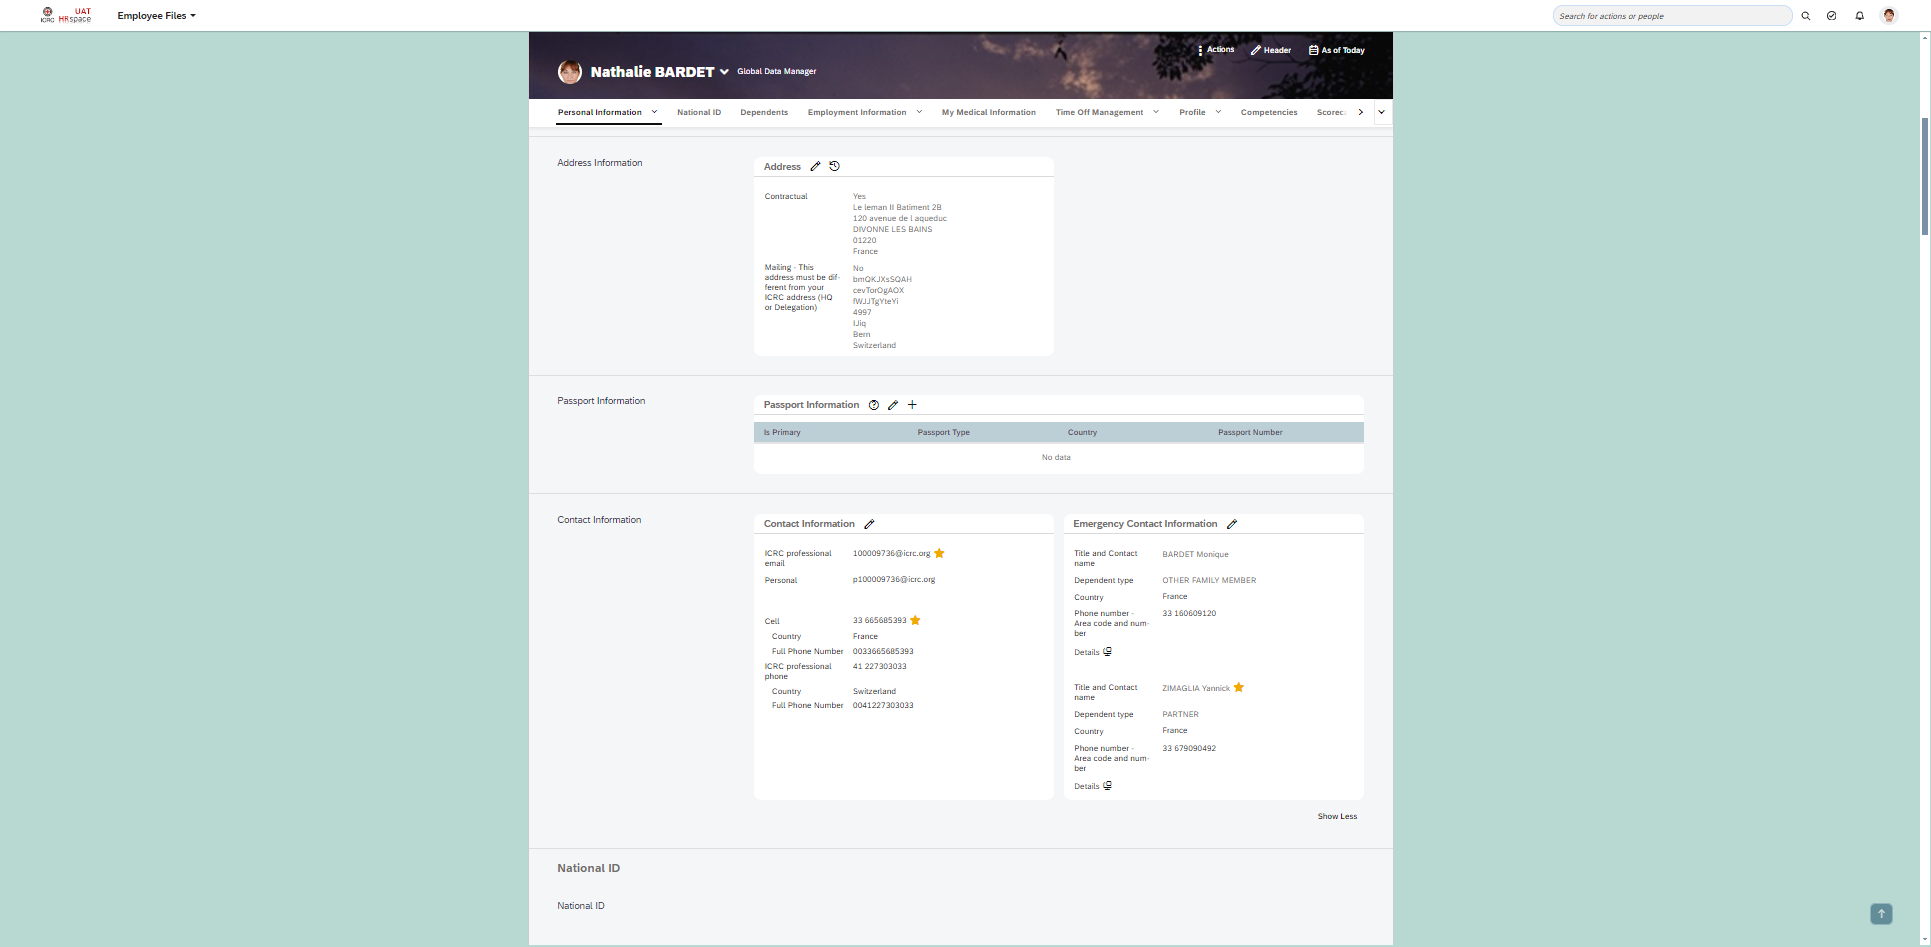 ICRC
UAT
HRspace
Employee Files
Search for actions or people
Actions
Header
As of Today
Nathalie BARDET
Global Data Manager
Personal Information
National ID
Dependents
Employment Information
My Medical Information
Time Off Management
Profile
Competencies
Scorec
Address Information
Address
Contractual
Yes
Le leman II Batiment 2B
120 avenue de l aqueduc
DIVONNE LES BAINS
01220
France
Mailing - This
address must be dif-
ferent from your
ICRC address (HQ
or Delegation)
No
bmQKJXsSQAH
cevTorOgAOX
fWJJTgYteYi
4997
IJiq
Bern
Switzerland
Passport Information
Passport Information
Is Primary
Passport Type
Country
Passport Number
No data
Contact Information
Contact Information
ICRC professional
email
100009736@icrc.org
Personal
p100009736@icrc.org
Cell
33 665685393
Country
France
Full Phone Number
0033665685393
ICRC professional
phone
41 227303033
Country
Switzerland
Full Phone Number
0041227303033
Emergency Contact Information
Title and Contact
name
BARDET Monique
Dependent type
OTHER FAMILY MEMBER
Country
France
Phone number -
Area code and num-
ber
33 160609120
Details
Title and Contact
name
ZIMAGLIA Yannick
Dependent type
PARTNER
Country
France
Phone number -
Area code and num-
ber
33 679090492
Details
Show Less
National ID
National ID